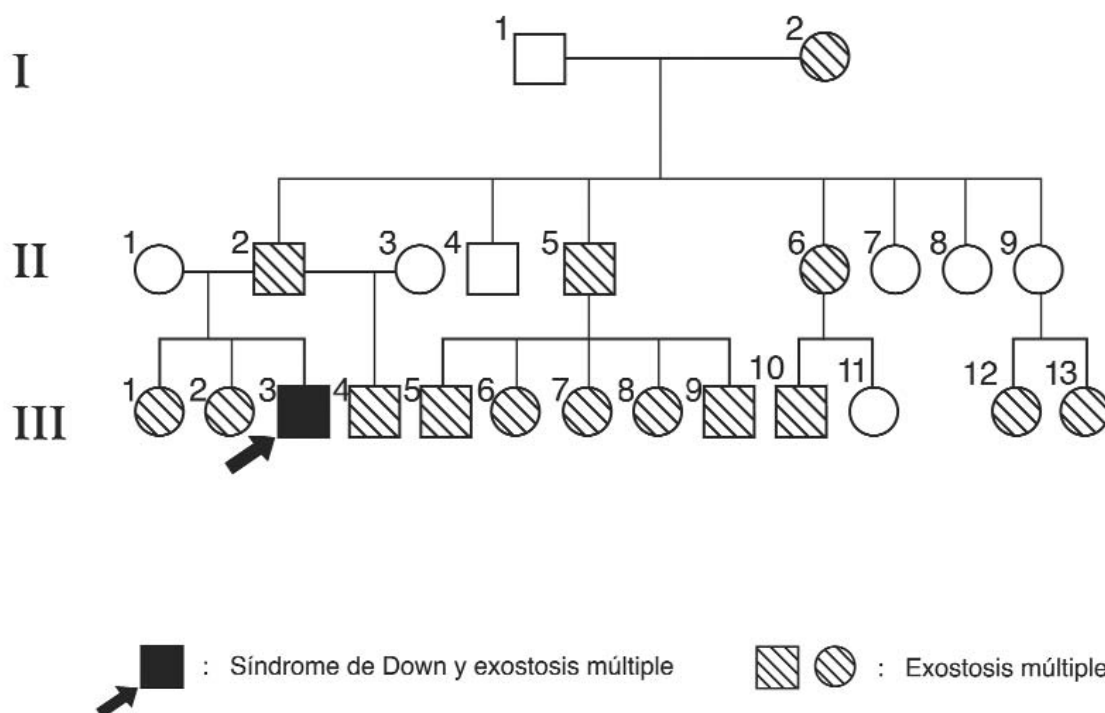 1 2
I
1 2 3 4 5 6 7 8 9
II
1 2 3 4 5 6 7 8 9 10 11 12 13
III
: Síndrome de Down y exostosis múltiple
: Exostosis múltiple